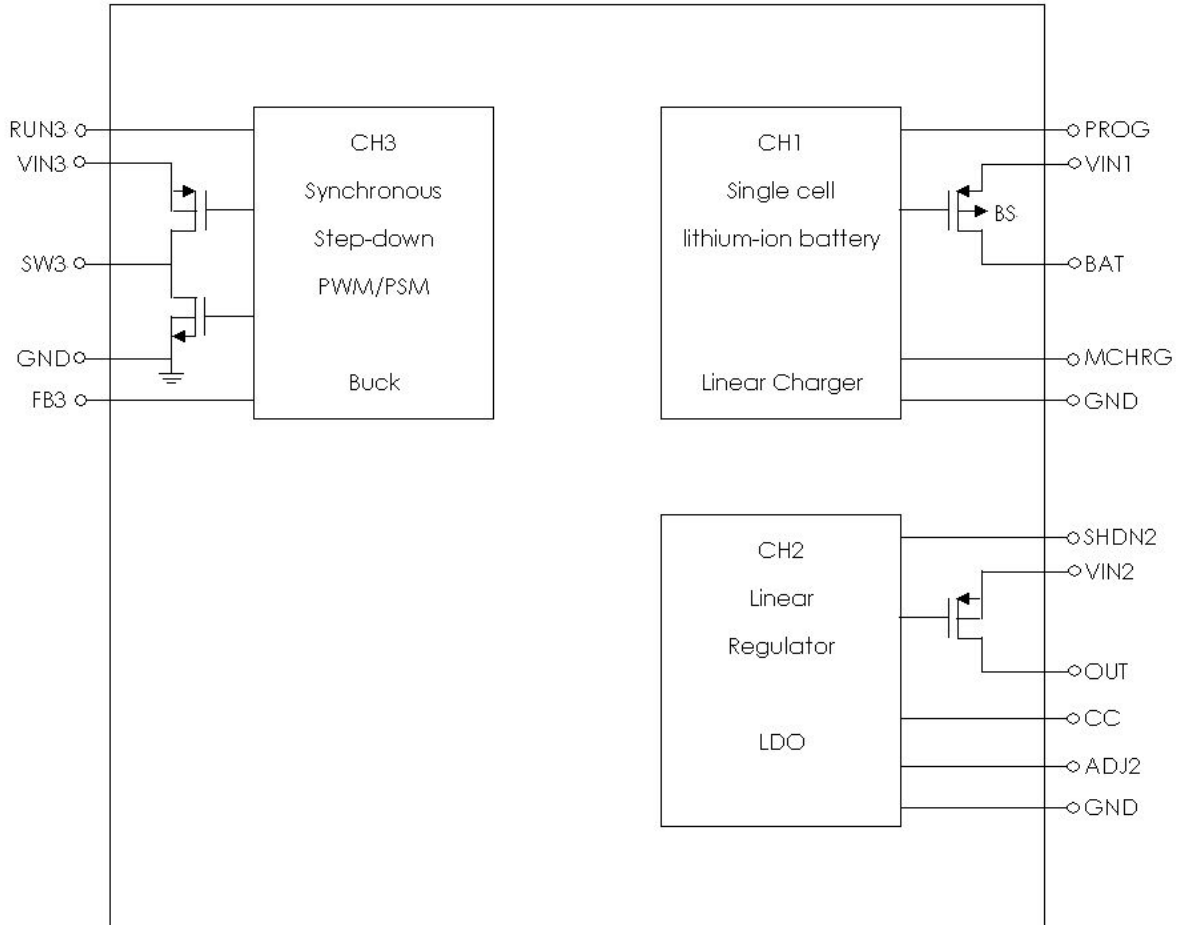 RUN3
VIN3
SW3
GND
FB3
CH3
Synchronous
Step-down
PWM/PSM
Buck
CH1
Single cell
lithium-ion battery
Linear Charger
PROG
VIN1
BS
BAT
MCHRG
GND
CH2
Linear
Regulator
LDO
SHDN2
VIN2
OUT
CC
ADJ2
GND